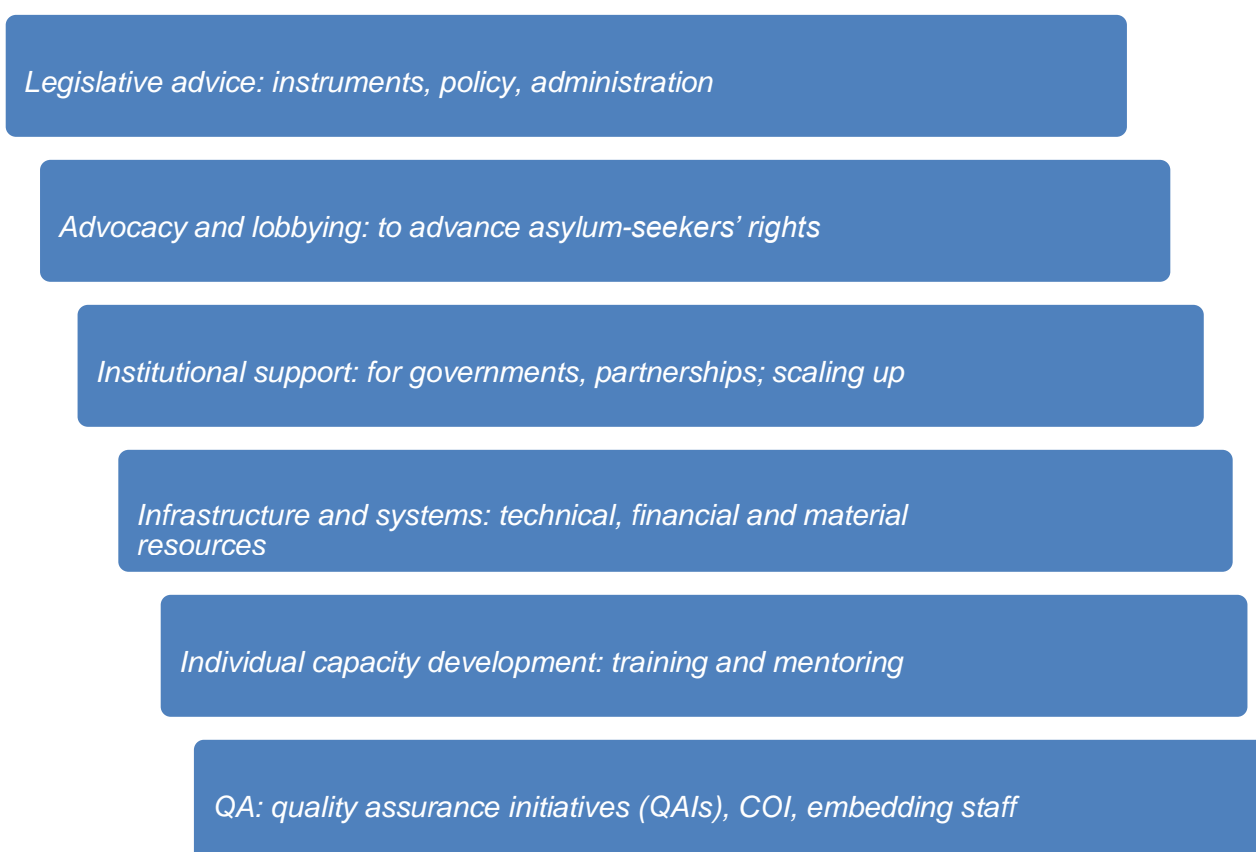 Legislative advice: instruments, policy, administration
Advocacy and lobbying: to advance asylum-seekers’ rights
Institutional support: for governments, partnerships; scaling up
Infrastructure and systems: technical, financial and material
resources
Individual capacity development: training and mentoring
QA: quality assurance initiatives (QAIs), COI, embedding staff